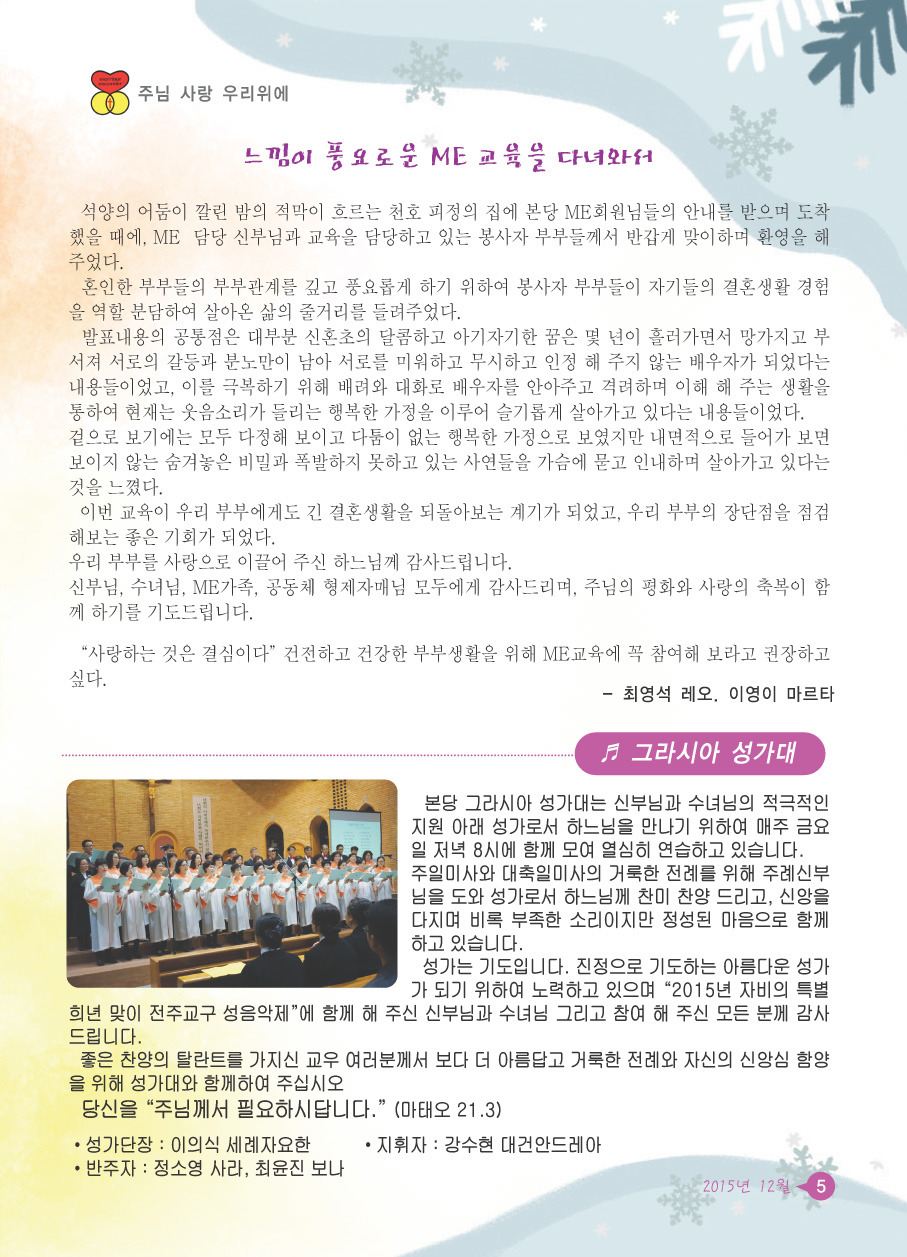 주님 사랑 우리위에
느낌이 풍요로운 ME 교육을 다녀와서
석양의 어둠이 깔린 밤의 적막이 흐르는 천호 피정의 집에 본당 ME회원님들의 안내를 받으며 도착
했을 때에, ME 담당 신부님과 교육을 담당하고 있는 봉사자 부부들께서 반갑게 맞이하며 환영을 해
주었다.
혼인한 부부들의 부부관계를 깊고 풍요롭게 하기 위하여 봉사자 부부들이 자기들의 결혼생활 경험
을 역할 분담하여 살아온 삶의 줄거리를 들려주었다.
발표내용의 공통점은 대부분 신혼초의 달콤하고 아기자기한 꿈은 몇 년이 흘러가면서 망가지고 부
서져 서로의 갈등과 분노만이 남아 서로를 미워하고 무시하고 인정 해 주지 않는 배우자가 되었다는
내용들이었고, 이를 극복하기 위해 배려와 대화로 배우자를 안아주고 격려하며 이해 해 주는 생활을
통하여 현재는 웃음소리가 들리는 행복한 가정을 이루어 슬기롭게 살아가고 있다는 내용들이었다.
겉으로 보기에는 모두 다정해 보이고 다툼이 없는 행복한 가정으로 보였지만 내면적으로 들어가 보면
보이지 않는 숨겨놓은 비밀과 폭발하지 못하고 있는 사연들을 가슴에 묻고 인내하며 살아가고 있다는
것을 느꼈다.
이번 교육이 우리 부부에게도 긴 결혼생활을 되돌아보는 계기가 되었고, 우리 부부의 장단점을 점검
해보는 좋은 기회가 되었다.
우리 부부를 사랑으로 이끌어 주신 하느님께 감사드립니다.
신부님, 수녀님, ME가족, 공동체 형제자매님 모두에게 감사드리며, 주님의 평화와 사랑의 축복이 함
께 하기를 기도드립니다.
“사랑하는 것은 결심이다” 건전하고 건강한 부부생활을 위해 ME교육에 꼭 참여해 보라고 권장하고
싶다.
- 최영석 레오. 이영이 마르타
♬ 그라시아 성가대
본당 그라시아 성가대는 신부님과 수녀님의 적극적인
지원 아래 성가로서 하느님을 만나기 위하여 매주 금요
일 저녁 8시에 함께 모여 열심히 연습하고 있습니다.
주일미사와 대축일미사의 거룩한 전례를 위해 주례신부
님을 도와 성가로서 하느님께 찬미 찬양 드리고, 신앙을
다지며 비록 부족한 소리이지만 정성된 마음으로 함께
하고 있습니다.
성가는 기도입니다. 진정으로 기도하는 아름다운 성가
가 되기 위하여 노력하고 있으며 “2015년 자비의 특별
희년 맞이 전주교구 성음악제”에 함께 해 주신 신부님과 수녀님 그리고 참여 해 주신 모든 분께 감사
드립니다.
좋은 찬양의 탈란트를 가지신 교우 여러분께서 보다 더 아름답고 거룩한 전례와 자신의 신앙심 함양
을 위해 성가대와 함께하여 주십시오
당신을 “주님께서 필요하시답니다.” (마태오 21.3)
• 성가단장 : 이의식 세례자요한 • 지휘자 : 강수현 대건안드레아
• 반주자 : 정소영 사라, 최윤진 보나
2015년 12월 5